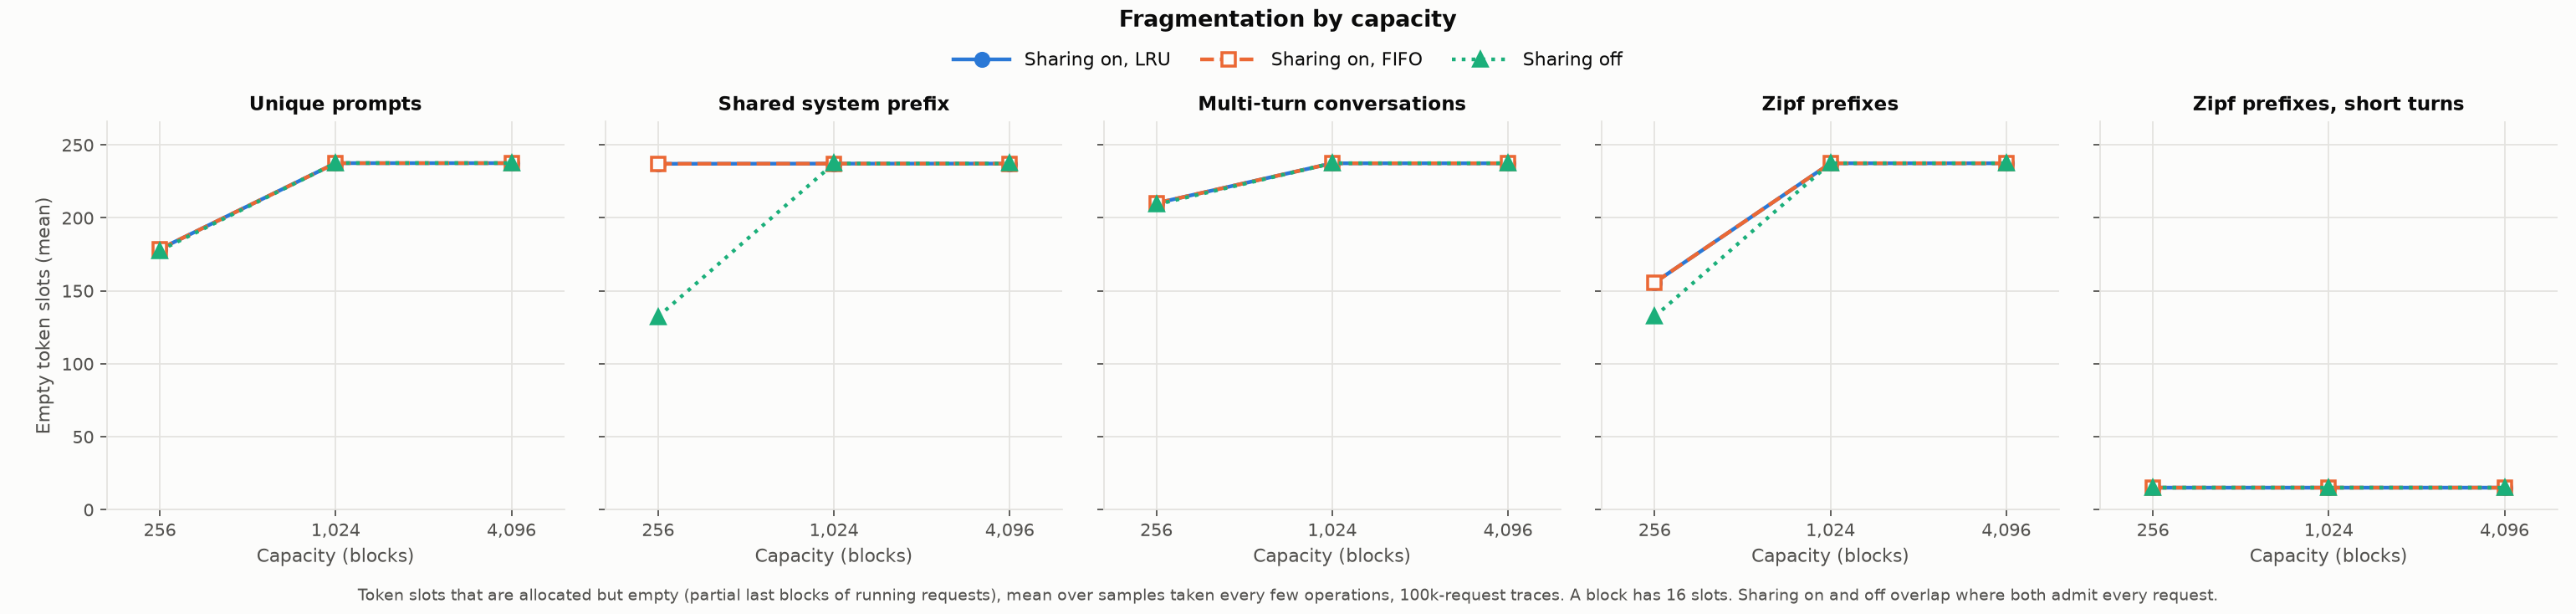 Fragmentation by capacity
Sharing on, LRU Sharing on, FIFO Sharing off
Unique prompts Shared system prefix Multi-turn conversations Zipf prefixes Zipf prefixes, short turns
Empty token slots (mean)
250
200
150
100
50
0
256 1,024 4,096 256 1,024 4,096 256 1,024 4,096 256 1,024 4,096 256 1,024 4,096
Capacity (blocks) Capacity (blocks) Capacity (blocks) Capacity (blocks) Capacity (blocks)
Token slots that are allocated but empty (partial last blocks of running requests), mean over samples taken every few operations, 100k-request traces. A block has 16 slots. Sharing on and off overlap where both admit every request.